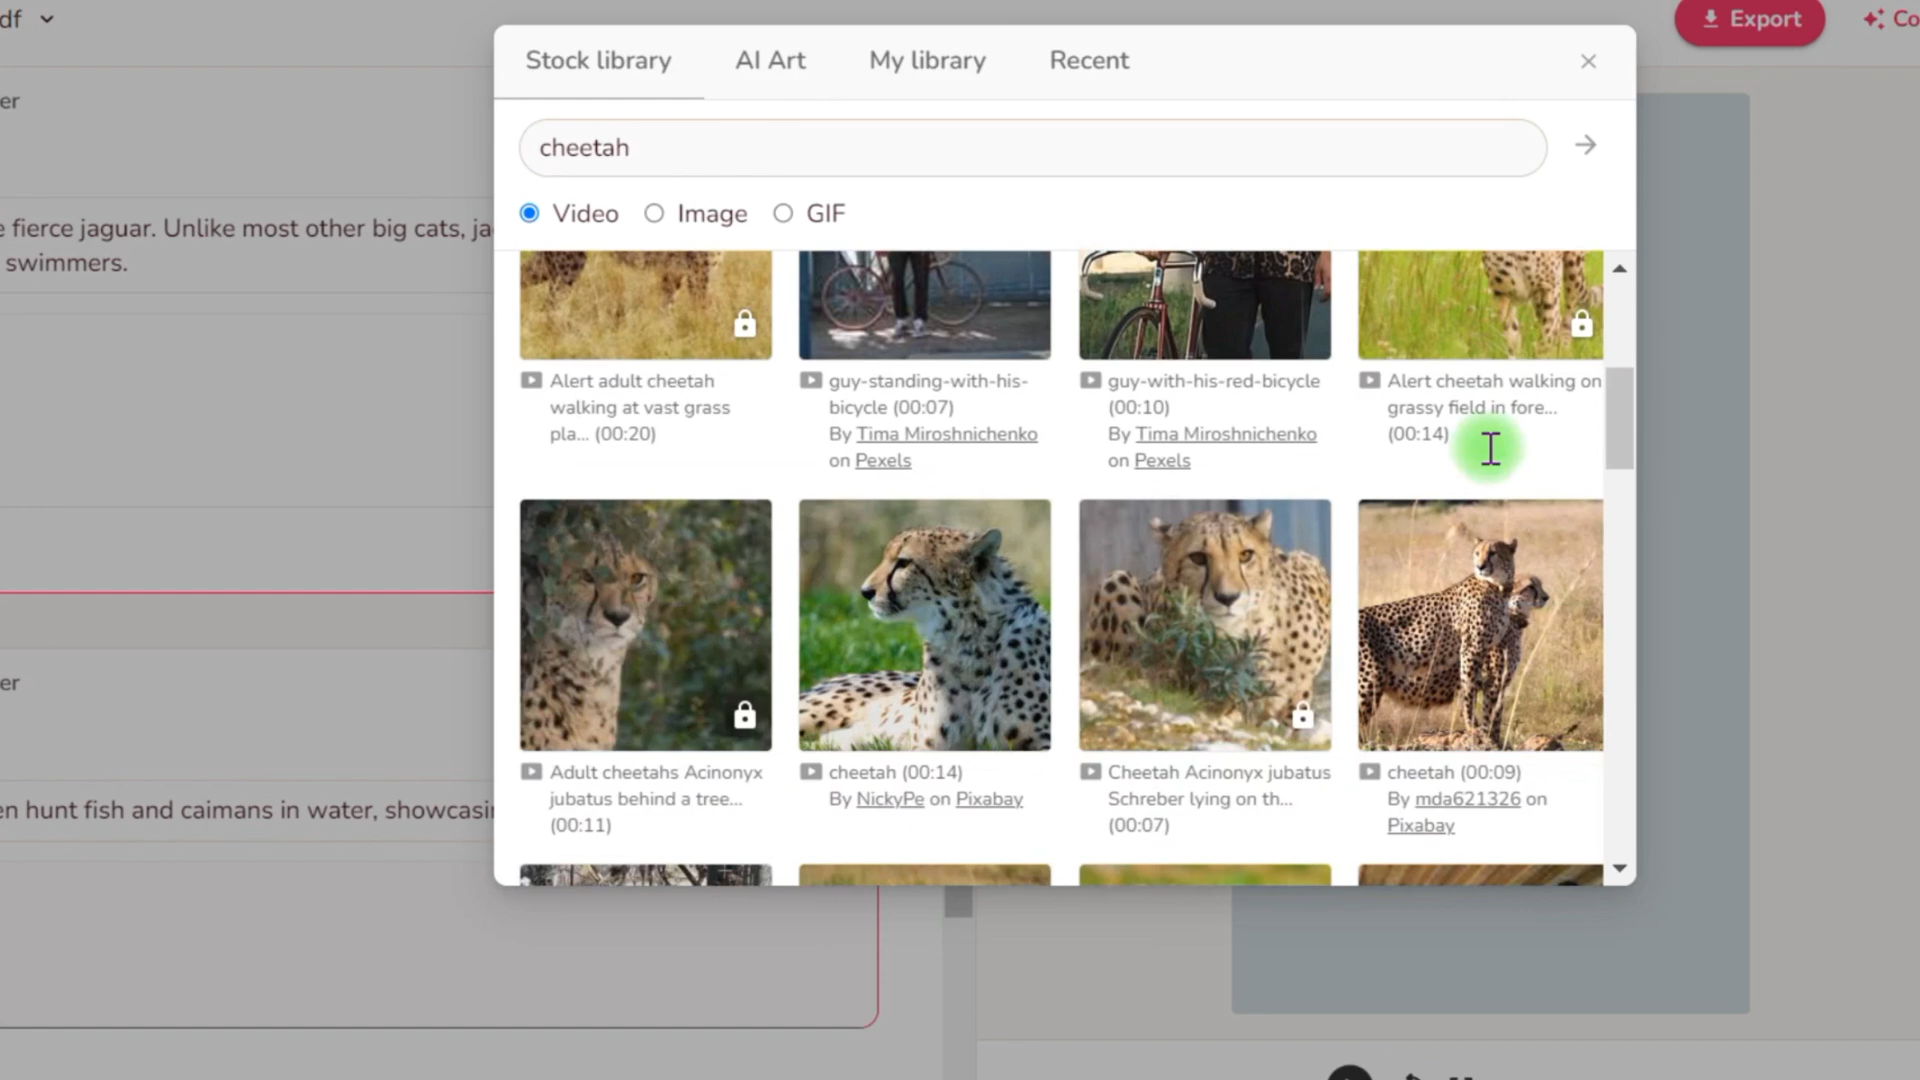 df
Export
Co
Stock library
AI Art
My library
Recent
er
cheetah
Video
Image
GIF
e fierce jaguar. Unlike most other big cats, ja
swimmers.
Alert adult cheetah
walking at vast grass
pla... (00:20)
guy-standing-with-his-
bicycle (00:07)
By Tima Miroshnichenko
on Pexels
guy-with-his-red-bicycle
(00:10)
By Tima Miroshnichenko
on Pexels
Alert cheetah walking on
grassy field in fore...
(00:14)
er
en hunt fish and caimans in water, showcasin
Adult cheetahs Acinonyx
jubatus behind a tree...
(00:11)
cheetah (00:14)
By NickyPe on Pixabay
Cheetah Acinonyx jubatus
Schreber lying on th...
(00:07)
cheetah (00:09)
By mda621326 on
Pixabay